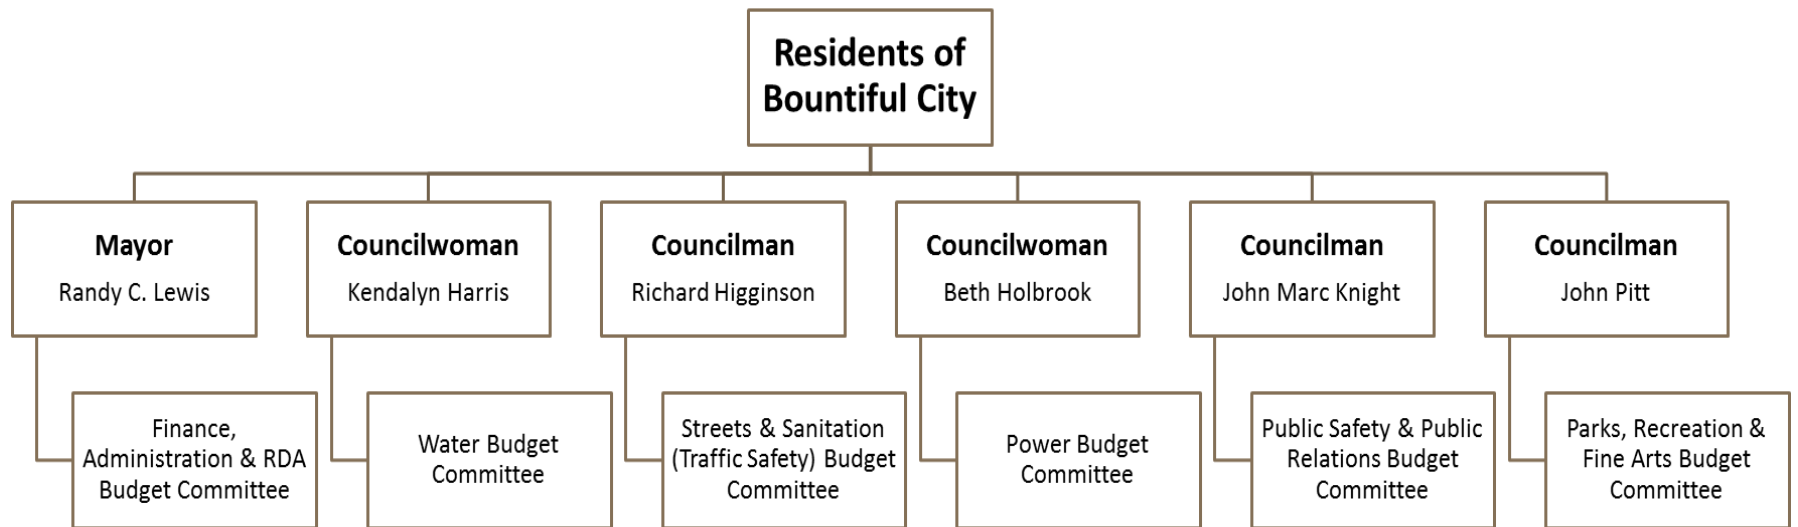 Residents of
Bountiful City
Mayor
Randy C. Lewis
Councilwoman
Kendalyn Harris
Councilman
Richard Higginson
Councilwoman
Beth Holbrook
Councilman
John Marc Knight
Councilman
John Pitt
Finance,
Administration & RDA
Budget Committee
Water Budget
Committee
Streets & Sanitation
(Traffic Safety) Budget
Committee
Power Budget
Committee
Public Safety & Public
Relations Budget
Committee
Parks, Recreation &
Fine Arts Budget
Committee